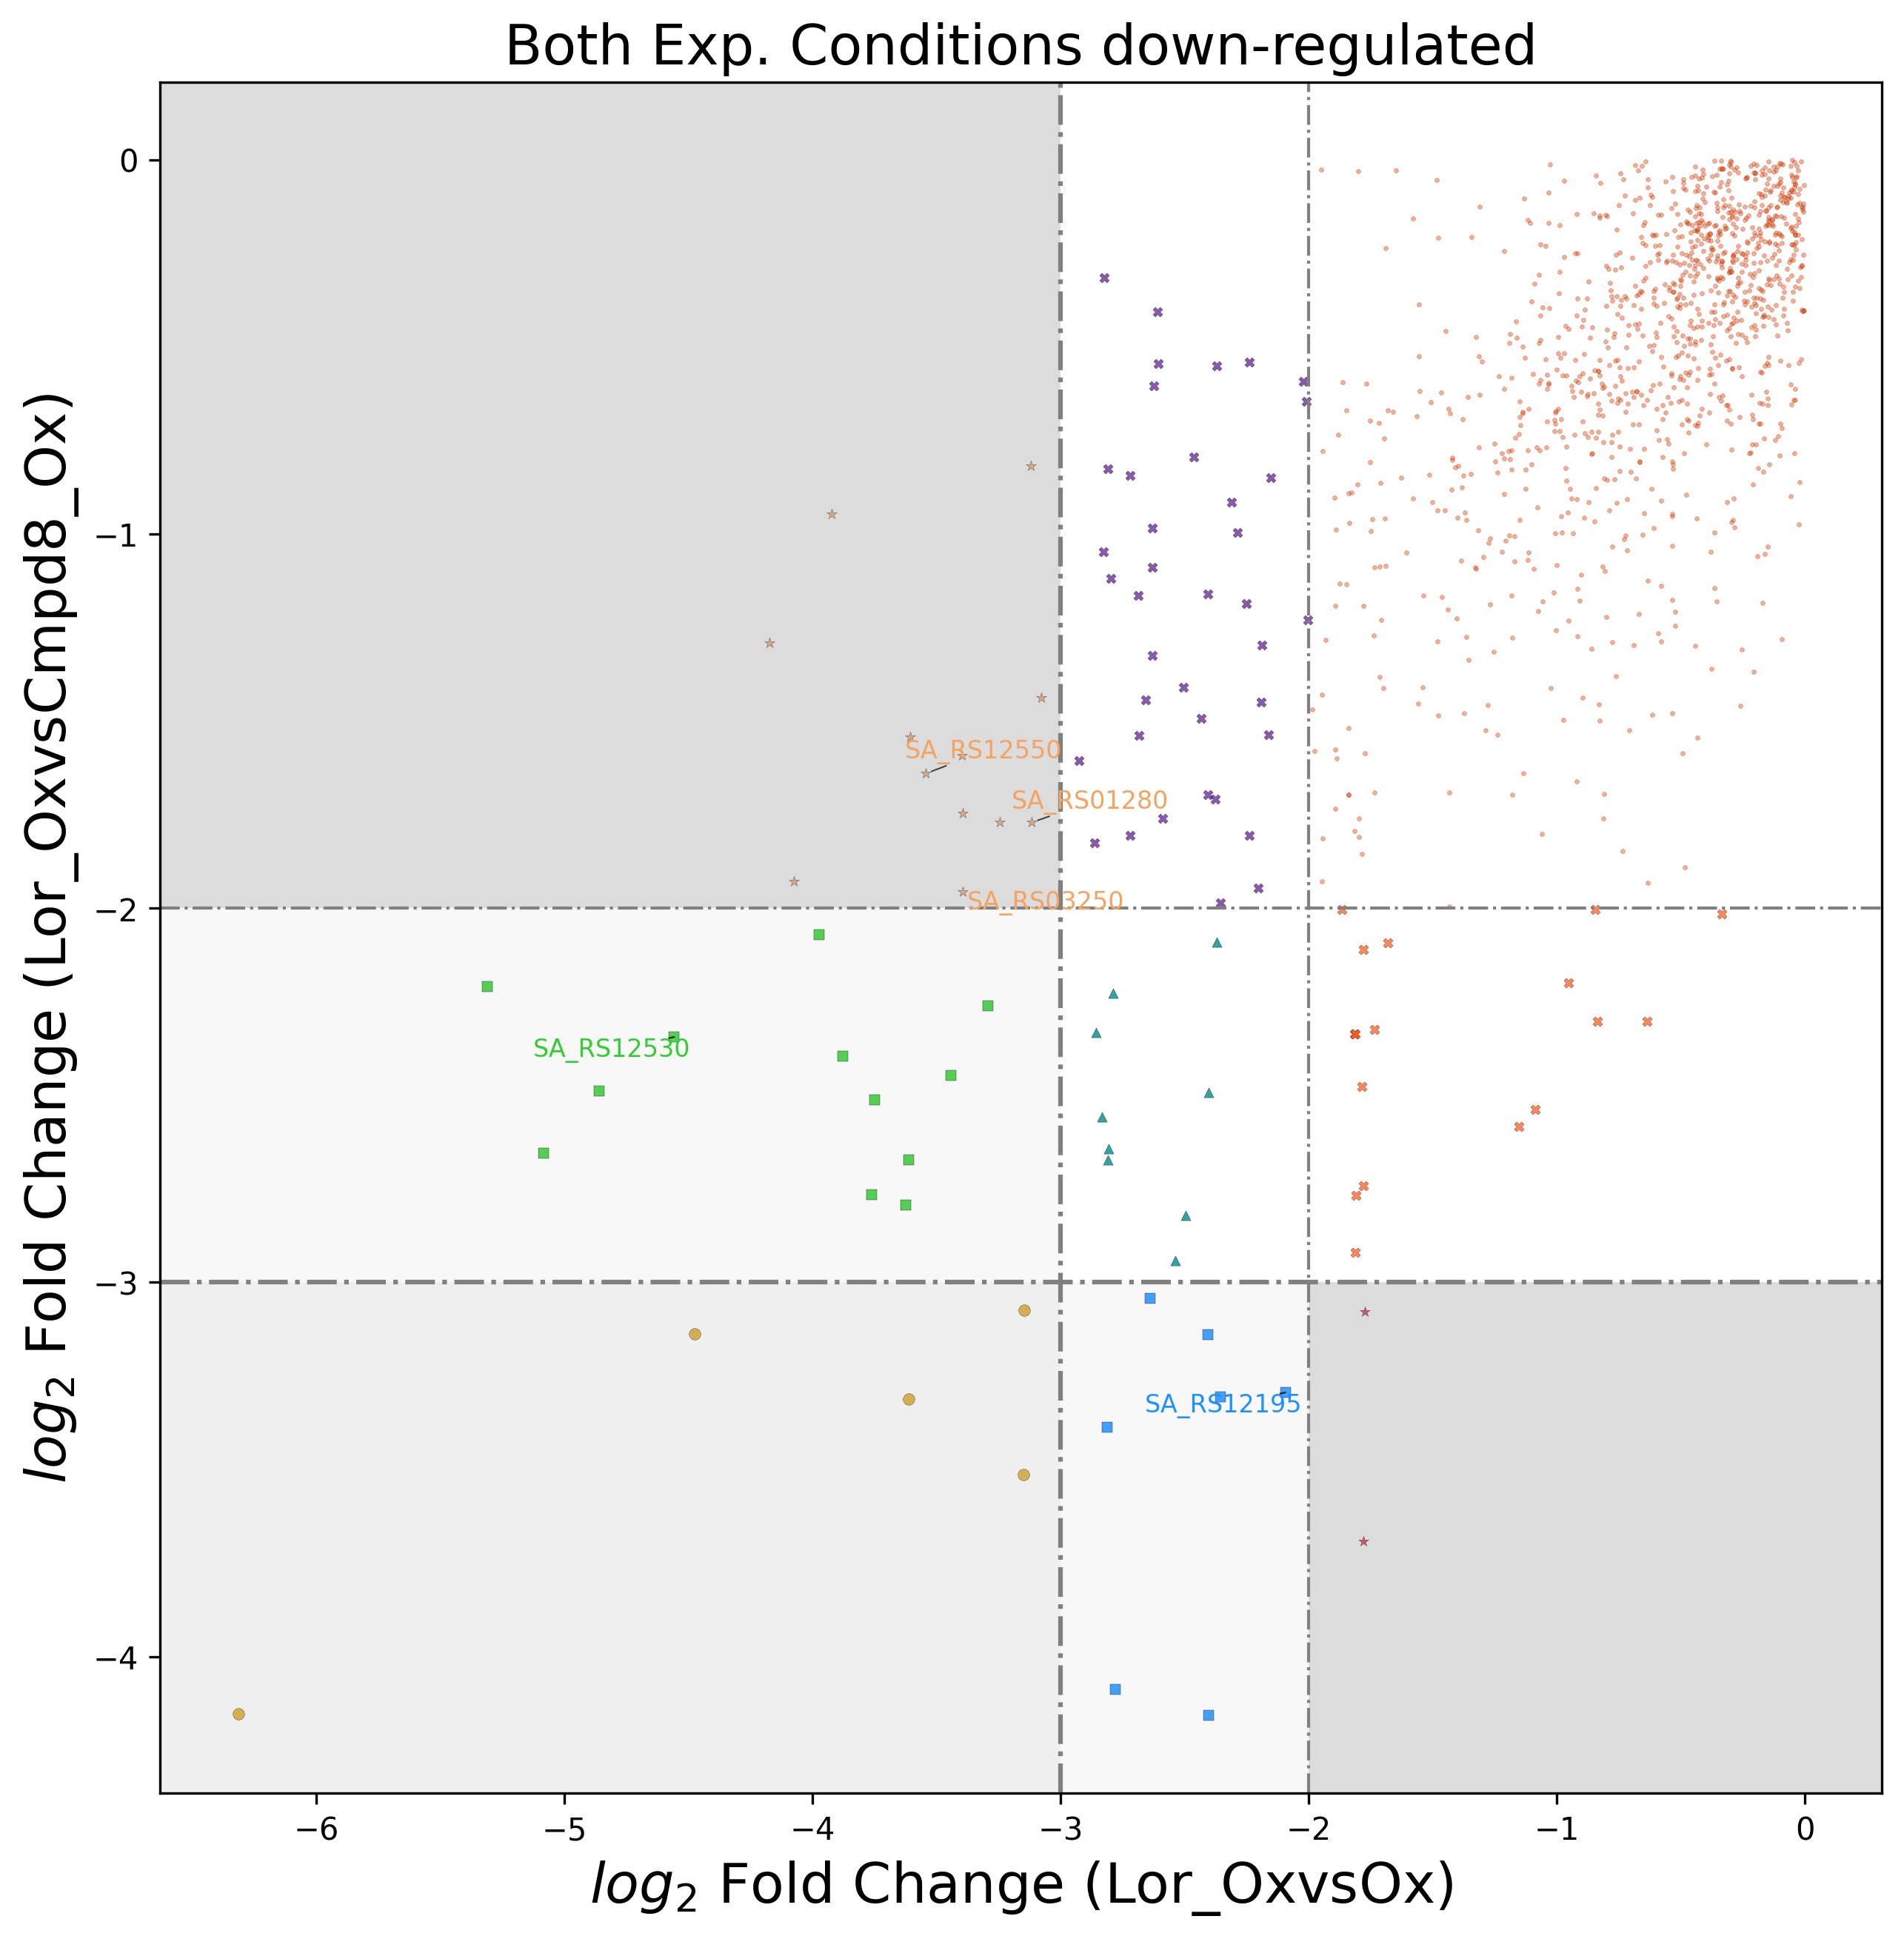 Both Exp. Conditions down-regulated
log₂ Fold Change (Lor_OxvsCmpd8_Ox)
0
−1
−2
−3
−4
SA_RS12550
SA_RS01280
SA_RS03250
SA_RS12530
SA_RS12195
−6
−5
−4
−3
−2
−1
0
log₂ Fold Change (Lor_OxvsOx)